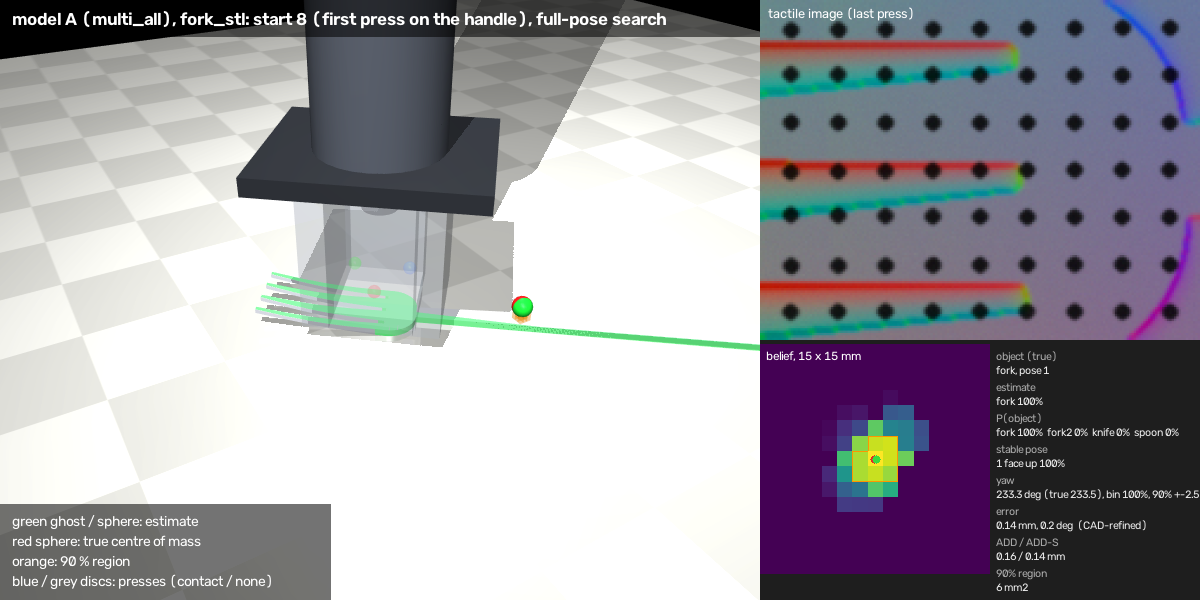 model A (multi_all), fork_stl: start 8 (first press on the handle), full-pose search
tactile image (last press)
belief, 15 x 15 mm
object (true)
fork, pose 1
estimate
fork 100%
P(object)
fork 100% fork2 0% knife 0% spoon 0%
stable pose
1 face up 100%
yaw
233.3 deg (true 233.5), bin 100%, 90% +-2.5
error
0.14 mm, 0.2 deg (CAD-refined)
ADD / ADD-S
0.16 / 0.14 mm
90% region
6 mm2
green ghost / sphere: estimate
red sphere: true centre of mass
orange: 90 % region
blue / grey discs: presses (contact / none)